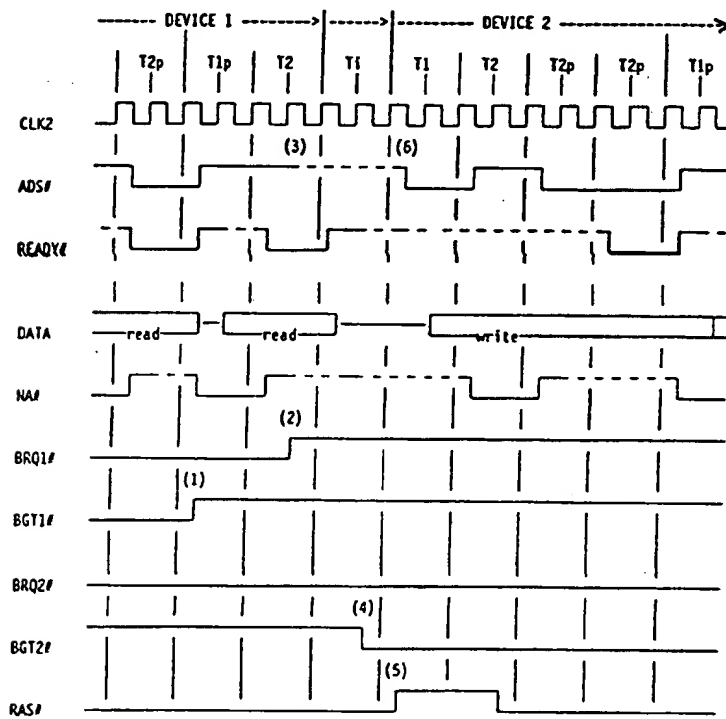 DEVICE 1 DEVICE 2
T2p T1p T2 Ti T1 T2 T2p T2p T1p
CLK2
(3) (6)
ADS#
READY#
DATA read read write
NA#
(2)
BRQ1#
(1)
BGT1#
BRQ2#
(4)
BGT2#
(5)
RAS#